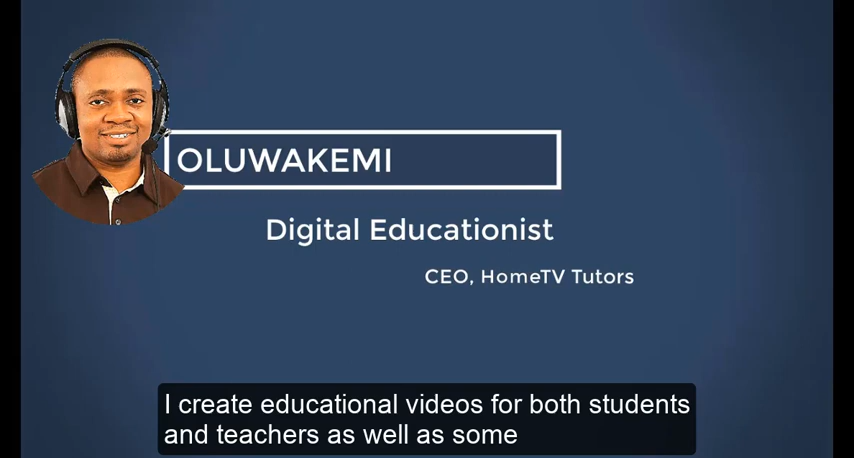 OLUWAKEMI
Digital Educationist
CEO, HomeTV Tutors
I create educational videos for both students
and teachers as well as some